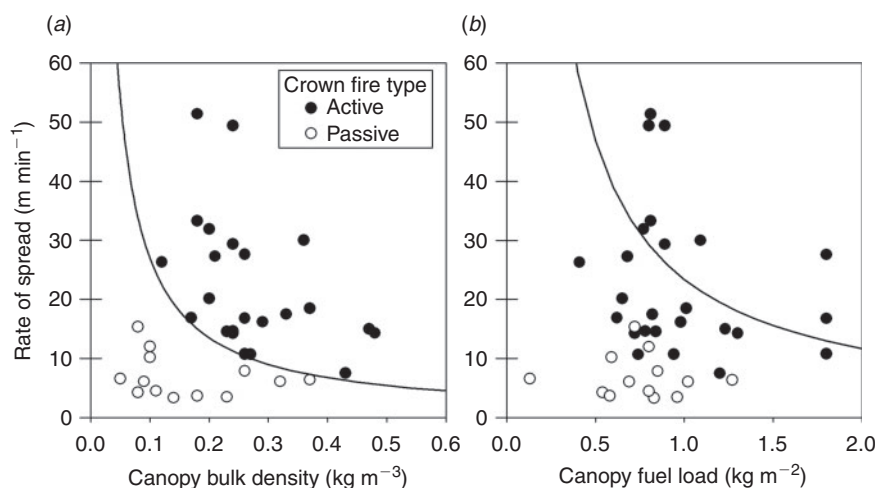 (a)
60
50
40
30
20
10
0
Rate of spread (m min−1)
0.0 0.1 0.2 0.3 0.4 0.5 0.6
Canopy bulk density (kg m−3)
Crown fire type
Active
Passive
(b)
60
50
40
30
20
10
0
0.0 0.5 1.0 1.5 2.0
Canopy fuel load (kg m−2)